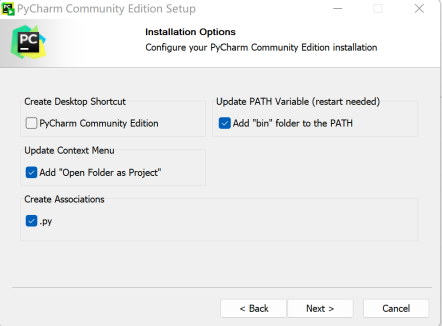 PyCharm Community Edition Setup
PC
Installation Options
Configure your PyCharm Community Edition installation
Create Desktop Shortcut
PyCharm Community Edition
Update PATH Variable (restart needed)
Add "bin" folder to the PATH
Update Context Menu
Add "Open Folder as Project"
Create Associations
.py
< Back
Next >
Cancel